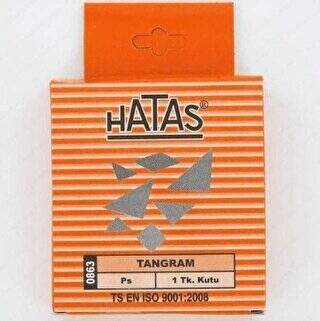 HATAS®
0863
TANGRAM
Ps 1 Tk. Kutu
TS EN ISO 9001:2008